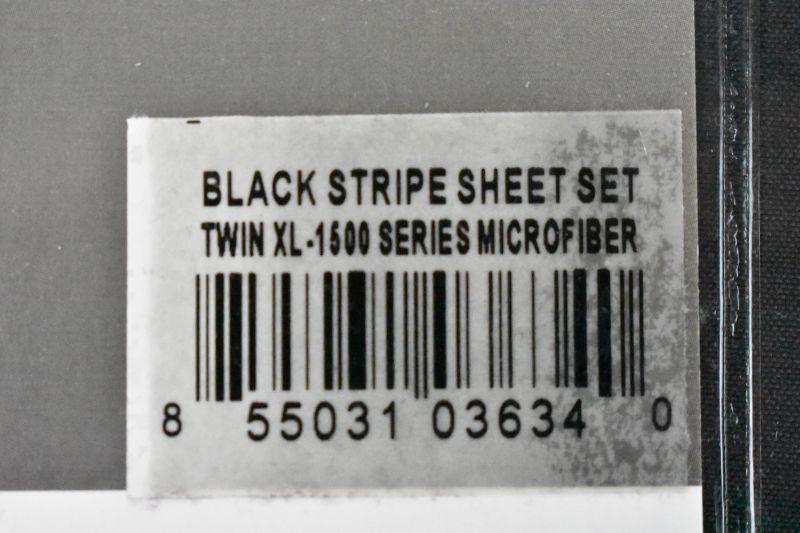 BLACK STRIPE SHEET SET
TWIN XL-1500 SERIES MICROFIBER
8 55031 03634 0